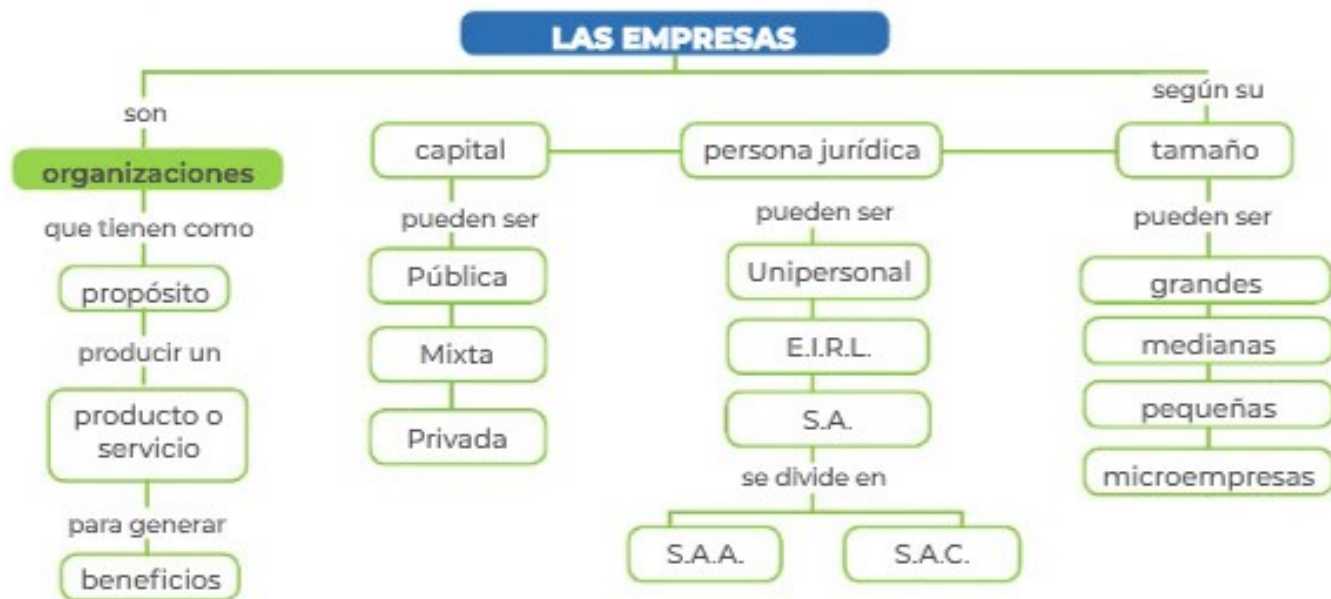 LAS EMPRESAS
son
organizaciones
que tienen como
propósito
producir un
producto o
servicio
para generar
beneficios
según su
capital
persona jurídica
tamaño
pueden ser
Pública
Mixta
Privada
pueden ser
Unipersonal
E.I.R.L.
S.A.
se divide en
S.A.A.
S.A.C.
pueden ser
grandes
medianas
pequeñas
microempresas